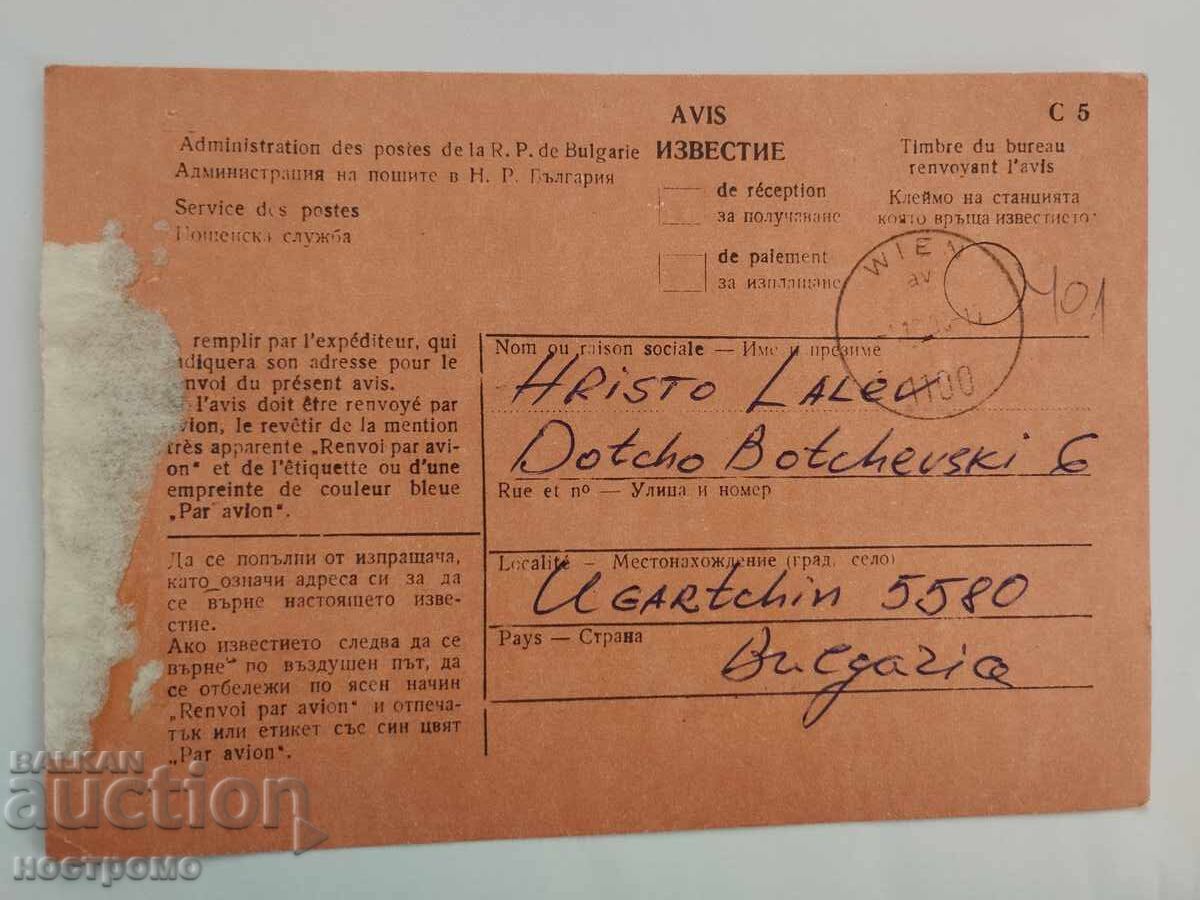 AVIS
ИЗВЕСТИЕ
C 5
Administration des postes de la R. P. de Bulgarie
Администрация на пощите в Н. Р. България
Service des postes
Пощенска служба
de réception
за получаване
de paiement
за изплащане
Timbre du bureau
renvoyant l'avis
Клеймо на станцията
която връща известието
WIEN
av
1100
401
remplir par l'expéditeur, qui
indiquera son adresse pour le
envoi du présent avis.
l'avis doit être renvoyé par
avion, le revêtir de la mention
très apparente „Renvoi par avi-
on" et de l'êtiquette ou d'une
empreinte de couleur bleue
„Par avion".
Да се попълни от изпращача,
като означи адреса си за да
се върне настоящето изве-
стие.
Ако известието следва да се
върне по въздушен път, да
се отбележи по ясен начин
„Renvoi par avion" и отпеча-
тък или етикет със син цвят
„Par avion".
Nom ou raison sociale — Име и презиме
HRISTO LALEV
Dotcho Botchevski 6
Rue et nº — Улица и номер
Localité — Местонахождение (град, село)
UGARTchin 5580
Pays — Страна
Bulgaria
BALKAN
auction
ностромо